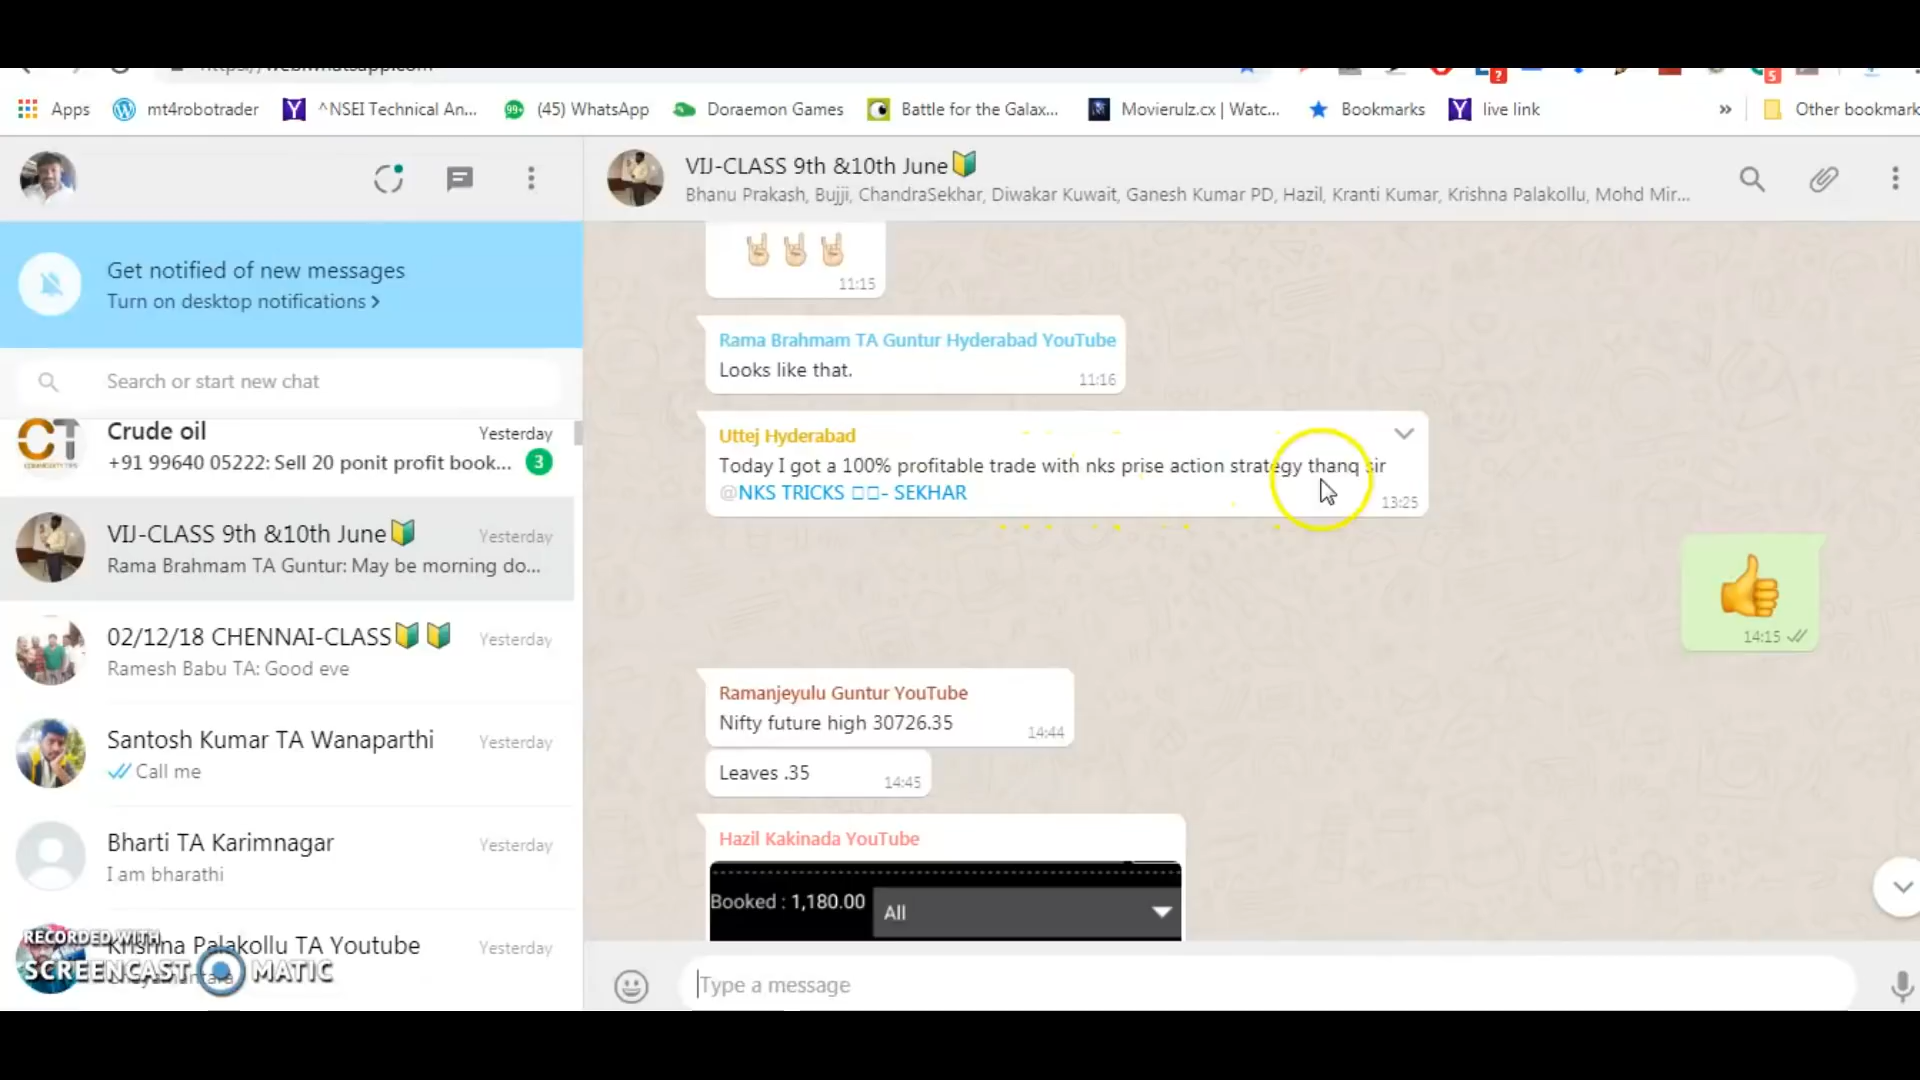 ?
5
Apps
mt4robotrader
^NSEI Technical An...
99+
(45) WhatsApp
Doraemon Games
Battle for the Galax...
Movierulz.cx | Watc...
Bookmarks
live link
»
Other bookmark
VIJ-CLASS 9th &10th June🔰
Bhanu Prakash, Bujji, ChandraSekhar, Diwakar Kuwait, Ganesh Kumar PD, Hazil, Kranti Kumar, Krishna Palakollu, Mohd Mir...
Get notified of new messages
Turn on desktop notifications >
Search or start new chat
CT
Crude oil
Yesterday
+91 99640 05222: Sell 20 ponit profit book...
3
VIJ-CLASS 9th &10th June🔰
Yesterday
Rama Brahmam TA Guntur: May be morning do...
02/12/18 CHENNAI-CLASS🔰🔰
Yesterday
Ramesh Babu TA: Good eve
Santosh Kumar TA Wanaparthi
Yesterday
Call me
Bharti TA Karimnagar
Yesterday
I am bharathi
Krishna Palakollu TA Youtube
Yesterday
RECORDED WITH
SCREENCAST MATIC
🤘🏻🤘🏻🤘🏻
11:15
Rama Brahmam TA Guntur Hyderabad YouTube
Looks like that.
11:16
Uttej Hyderabad
Today I got a 100% profitable trade with nks prise action strategy thanq sir
@NKS TRICKS □□- SEKHAR
13:25
👍
14:15
Ramanjeyulu Guntur YouTube
Nifty future high 30726.35
14:44
Leaves .35
14:45
Hazil Kakinada YouTube
Booked : 1,180.00
All
Type a message